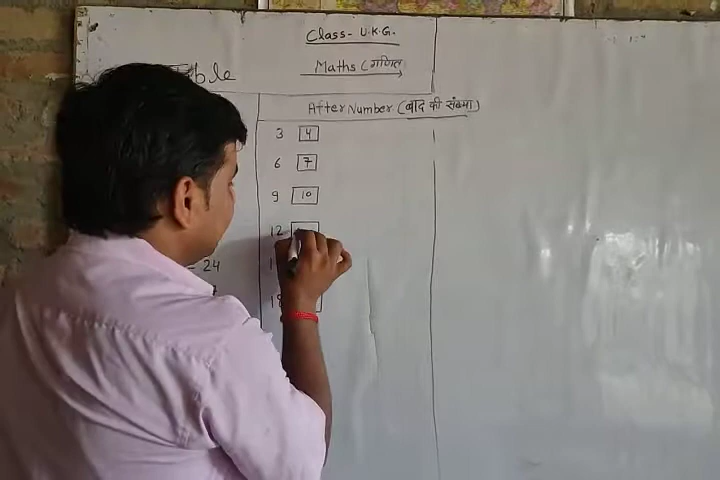 Class- U.K.G.
Maths (गणित)
ble
After Number (बाद की संख्या)
3 4
6 7
9 10
12
= 24